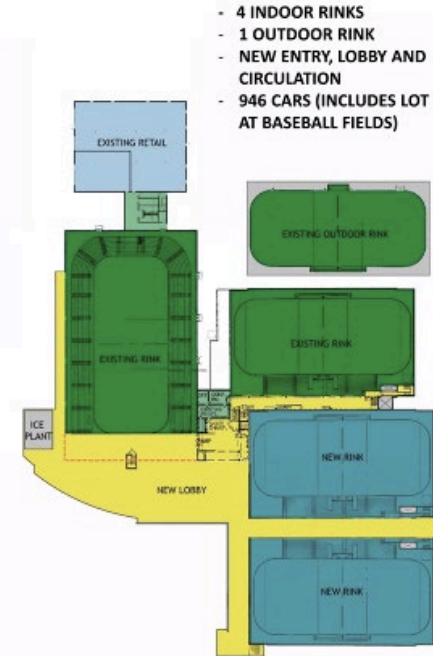 - 4 INDOOR RINKS
- 1 OUTDOOR RINK
- NEW ENTRY, LOBBY AND
CIRCULATION
- 946 CARS (INCLUDES LOT
AT BASEBALL FIELDS)
EXISTING RETAIL
EXISTING OUTDOOR RINK
EXISTING RINK
EXISTING RINK
ICE
PLANT
NEW LOBBY
NEW RINK
NEW RINK